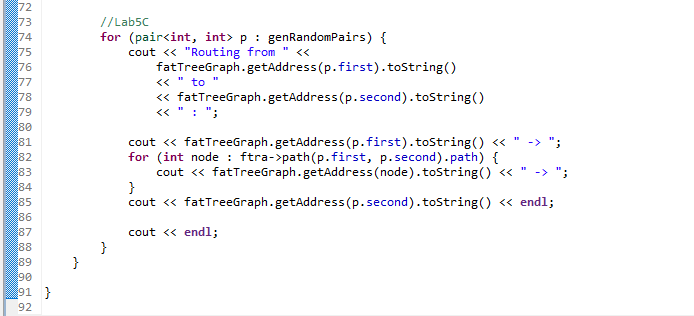 72
73 //Lab5C
74 for (pair<int, int> p : genRandomPairs) {
75 cout << "Routing from " <<
76 fatTreeGraph.getAddress(p.first).toString()
77 << " to "
78 << fatTreeGraph.getAddress(p.second).toString()
79 << " : ";
80
81 cout << fatTreeGraph.getAddress(p.first).toString() << " -> ";
82 for (int node : ftra->path(p.first, p.second).path) {
83 cout << fatTreeGraph.getAddress(node).toString() << " -> ";
84 }
85 cout << fatTreeGraph.getAddress(p.second).toString() << endl;
86
87 cout << endl;
88 }
89 }
90
91 }
92